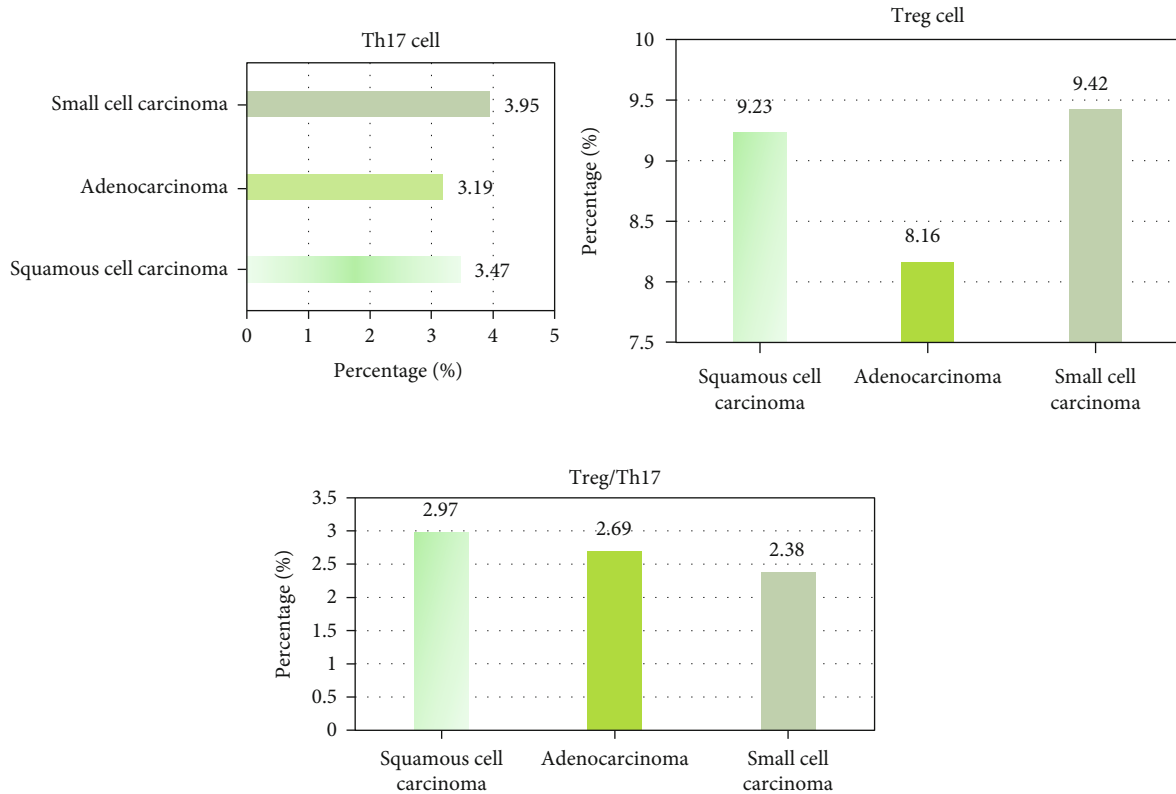 Th17 cell
Small cell carcinoma
3.95
Adenocarcinoma
3.19
Squamous cell carcinoma
3.47
0 1 2 3 4 5
Percentage (%)
Treg cell
Percentage (%)
10
9.5
9
8.5
8
7.5
9.23
8.16
9.42
Squamous cell
carcinoma
Adenocarcinoma
Small cell
carcinoma
Treg/Th17
Percentage (%)
3.5
3
2.5
2
1.5
1
0.5
0
2.97
2.69
2.38
Squamous cell
carcinoma
Adenocarcinoma
Small cell
carcinoma